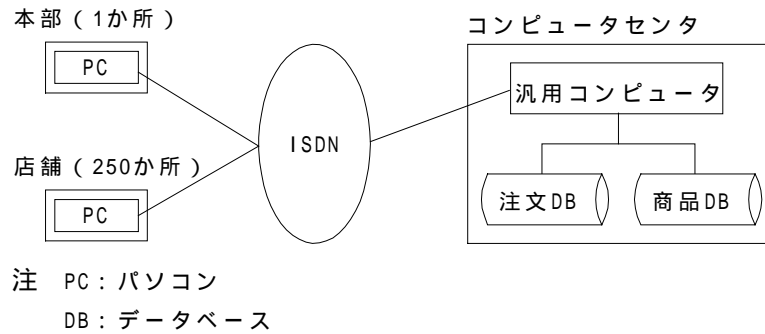 本部（1か所）
PC
店舗（250か所）
PC
ISDN
コンピュータセンタ
汎用コンピュータ
注文DB
商品DB
注 PC：パソコン
DB：データベース